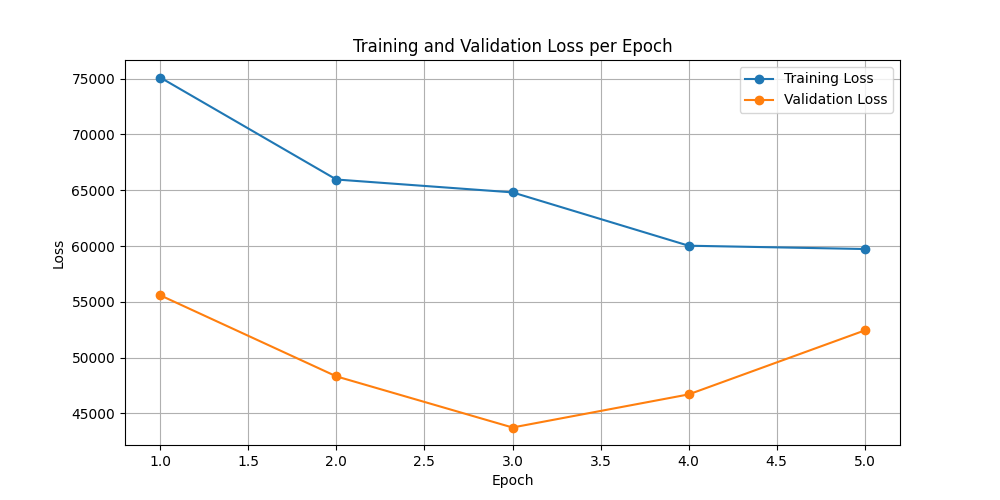 Training and Validation Loss per Epoch
Training Loss
Validation Loss
75000
70000
65000
60000
55000
50000
45000
Loss
1.0 1.5 2.0 2.5 3.0 3.5 4.0 4.5 5.0
Epoch